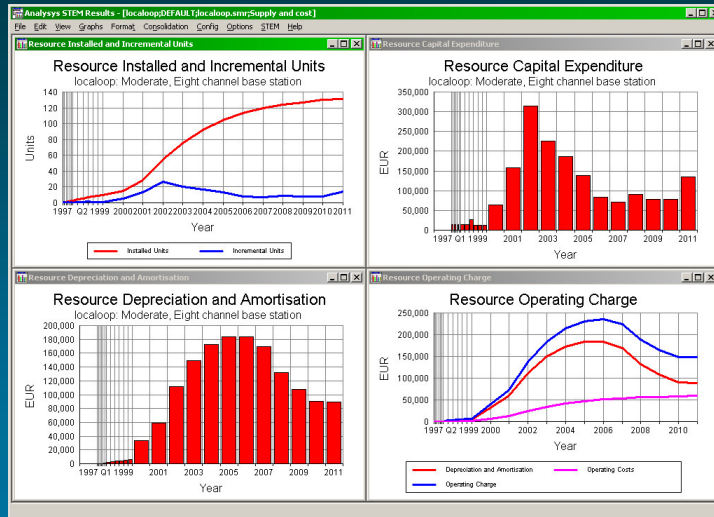 Analysys STEM Results - [localoop;DEFAULT;localoop.smr;Supply and cost]
File Edit View Graphs Format Consolidation Config Options STEM Help
Resource Installed and Incremental Units
Resource Installed and Incremental Units
localoop: Moderate, Eight channel base station
140
120
100
80
60
40
20
0
Units
1997 Q2 1999 2000 2001 2002 2003 2004 2005 2006 2007 2008 2009 2010 2011
Year
Installed Units
Incremental Units
Resource Capital Expenditure
Resource Capital Expenditure
localoop: Moderate, Eight channel base station
350,000
300,000
250,000
200,000
150,000
100,000
50,000
0
EUR
1997 Q1 1999 2001 2003 2005 2007 2009 2011
Year
Resource Depreciation and Amortisation
Resource Depreciation and Amortisation
localoop: Moderate, Eight channel base station
200,000
180,000
160,000
140,000
120,000
100,000
80,000
60,000
40,000
20,000
0
EUR
1997 Q1 1999 2001 2003 2005 2007 2009 2011
Year
Resource Operating Charge
Resource Operating Charge
250,000
200,000
150,000
100,000
50,000
0
EUR
1997 Q2 1999 2000 2002 2004 2006 2008 2010
Year
Depreciation and Amortisation
Operating Costs
Operating Charge